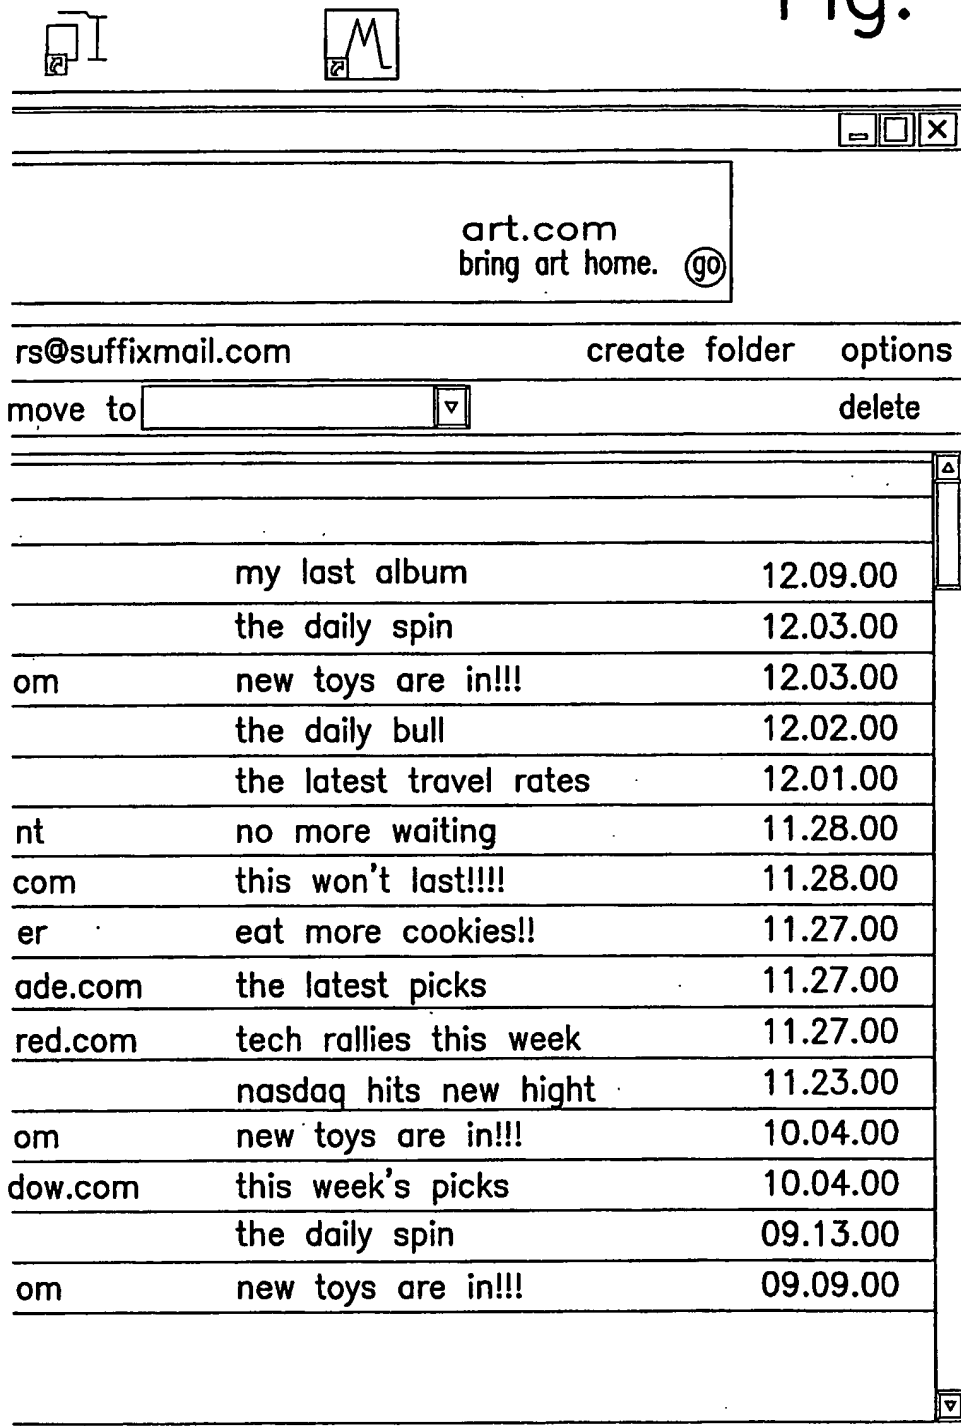 Fig.
M
art.com
bring art home. go
rs@suffixmail.com create folder options
move to delete
my last album 12.09.00
the daily spin 12.03.00
om new toys are in!!! 12.03.00
the daily bull 12.02.00
the latest travel rates 12.01.00
nt no more waiting 11.28.00
com this won't last!!!! 11.28.00
er eat more cookies!! 11.27.00
ade.com the latest picks 11.27.00
red.com tech rallies this week 11.27.00
nasdaq hits new hight 11.23.00
om new toys are in!!! 10.04.00
dow.com this week's picks 10.04.00
the daily spin 09.13.00
om new toys are in!!! 09.09.00